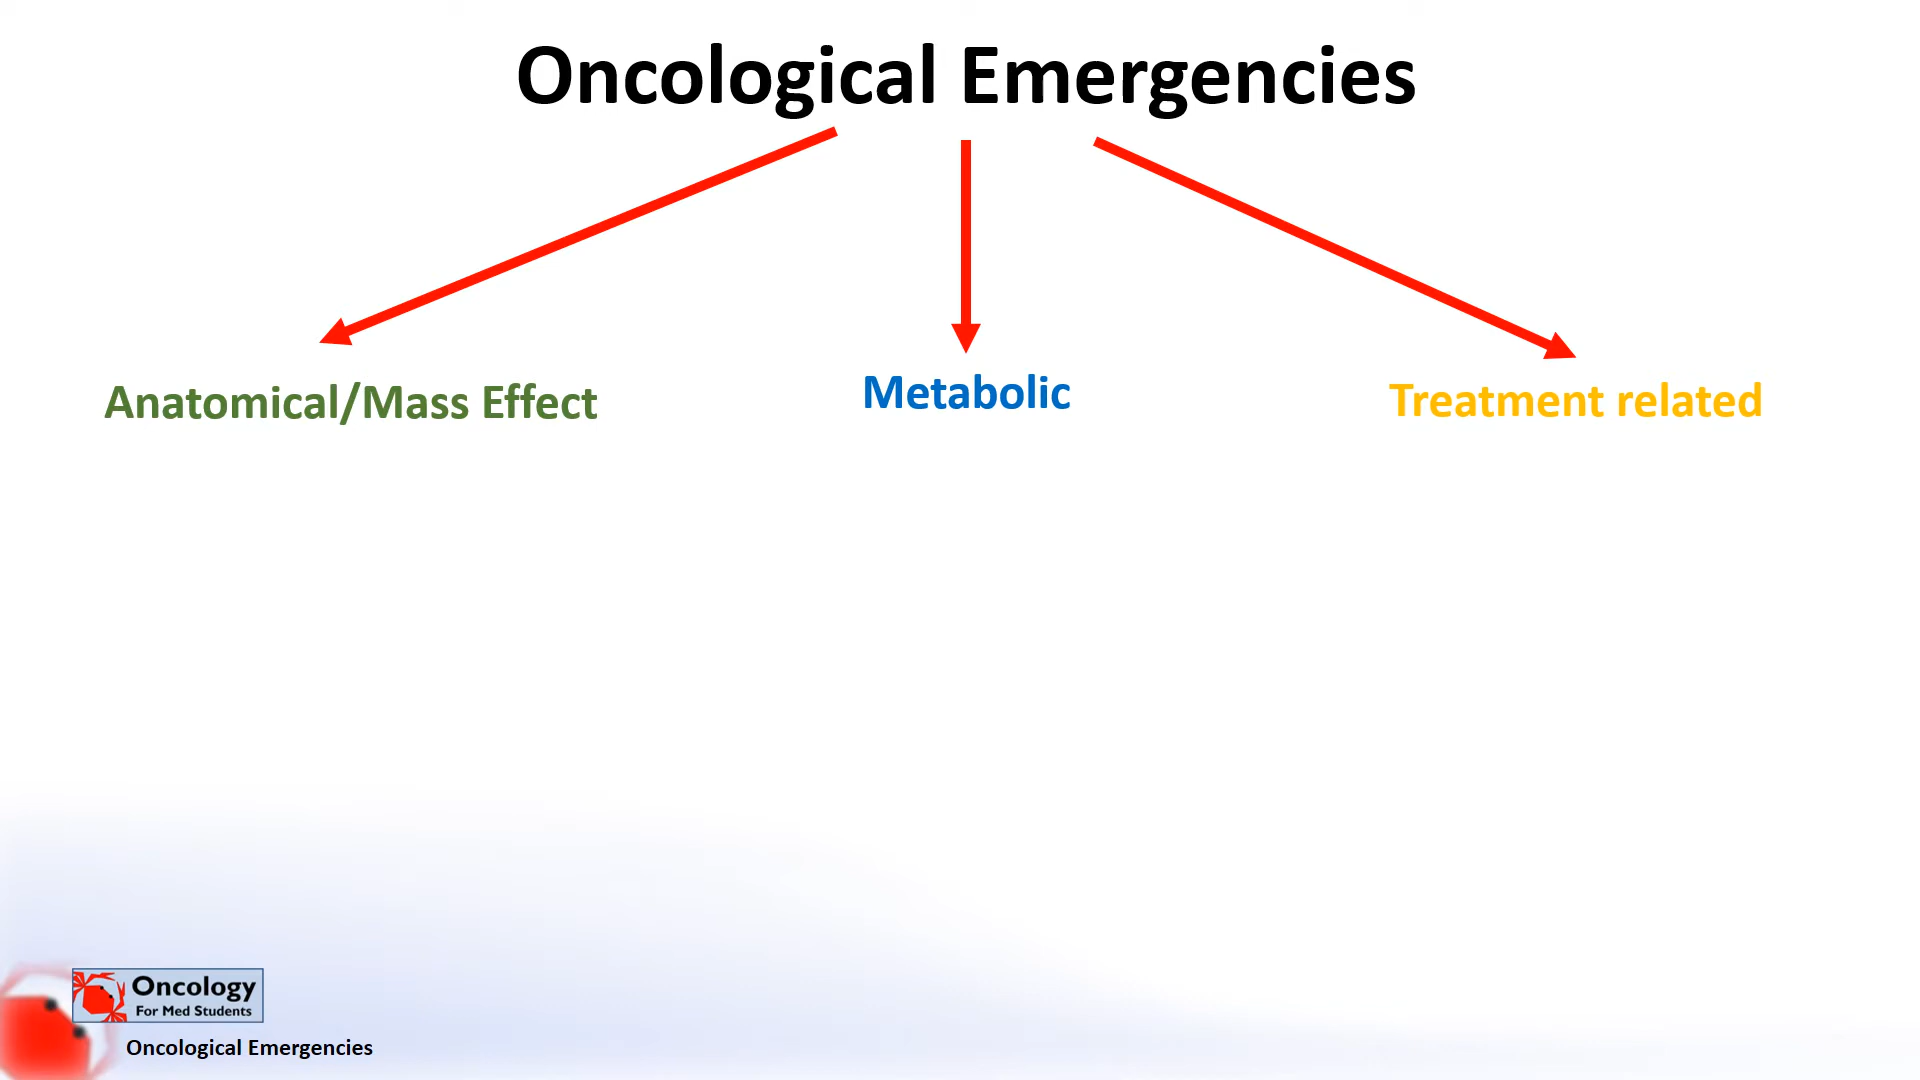 Oncological Emergencies
Anatomical/Mass Effect
Metabolic
Treatment related
Oncology
For Med Students
Oncological Emergencies